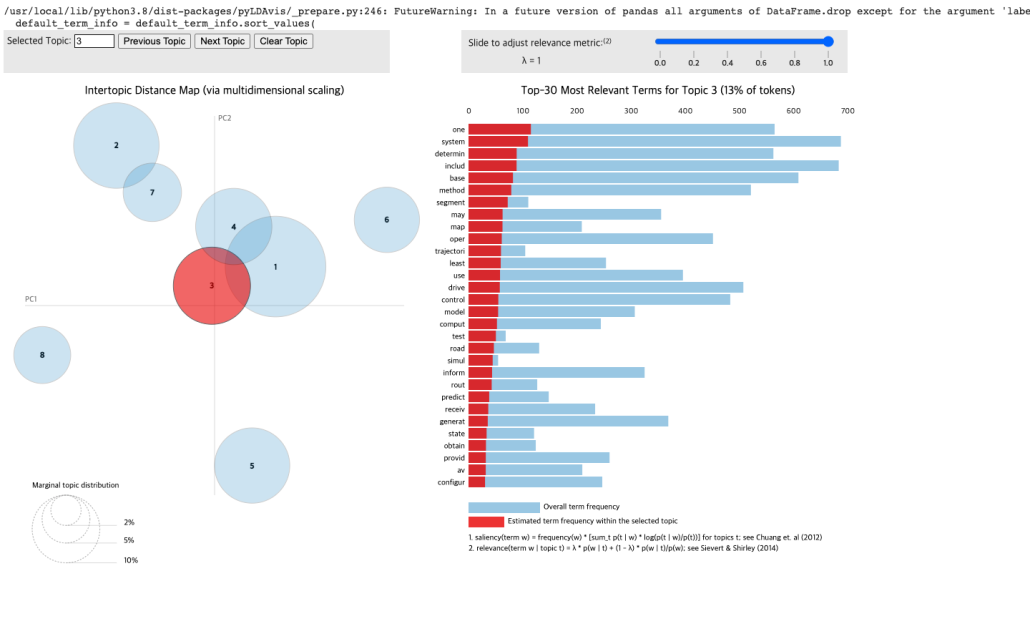 /usr/local/lib/python3.8/dist-packages/pyLDAvis/_prepare.py:246: FutureWarning: In a future version of pandas all arguments of DataFrame.drop except for the argument 'labe
default_term_info = default_term_info.sort_values(
Selected Topic: 3 Previous Topic Next Topic Clear Topic
Slide to adjust relevance metric:(2)
λ = 1
0.0 0.2 0.4 0.6 0.8 1.0
Intertopic Distance Map (via multidimensional scaling)
PC2
2
7
4
6
1
3
PC1
8
5
Marginal topic distribution
2%
5%
10%
Top-30 Most Relevant Terms for Topic 3 (13% of tokens)
0 100 200 300 400 500 600 700
one
system
determin
includ
base
method
segment
may
map
oper
trajectori
least
use
drive
control
model
comput
test
road
simul
inform
rout
predict
receiv
generat
state
obtain
provid
av
configur
Overall term frequency
Estimated term frequency within the selected topic
1. saliency(term w) = frequency(w) * [sum_t p(t | w) * log(p(t | w)/p(t))] for topics t; see Chuang et. al (2012)
2. relevance(term w | topic t) = λ * p(w | t) + (1 - λ) * p(w | t)/p(w); see Sievert & Shirley (2014)